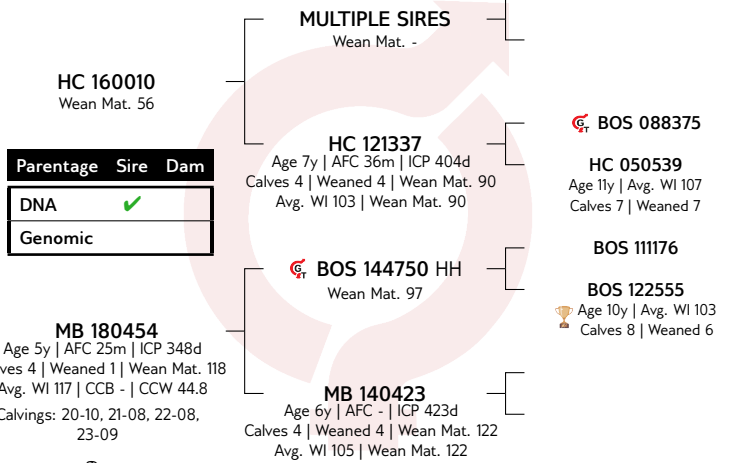 MULTIPLE SIRES
Wean Mat. -
HC 160010
Wean Mat. 56
HC 121337
Age 7y | AFC 36m | ICP 404d
Calves 4 | Weaned 4 | Wean Mat. 90
Avg. WI 103 | Wean Mat. 90
GT BOS 088375
HC 050539
Age 11y | Avg. WI 107
Calves 7 | Weaned 7
Parentage Sire Dam
DNA ✔
Genomic
GT BOS 144750 HH
Wean Mat. 97
BOS 111176
BOS 122555
Age 10y | Avg. WI 103
Calves 8 | Weaned 6
MB 180454
Age 5y | AFC 25m | ICP 348d
ves 4 | Weaned 1 | Wean Mat. 118
Avg. WI 117 | CCB - | CCW 44.8
Calvings: 20-10, 21-08, 22-08,
23-09
MB 140423
Age 6y | AFC - | ICP 423d
Calves 4 | Weaned 4 | Wean Mat. 122
Avg. WI 105 | Wean Mat. 122